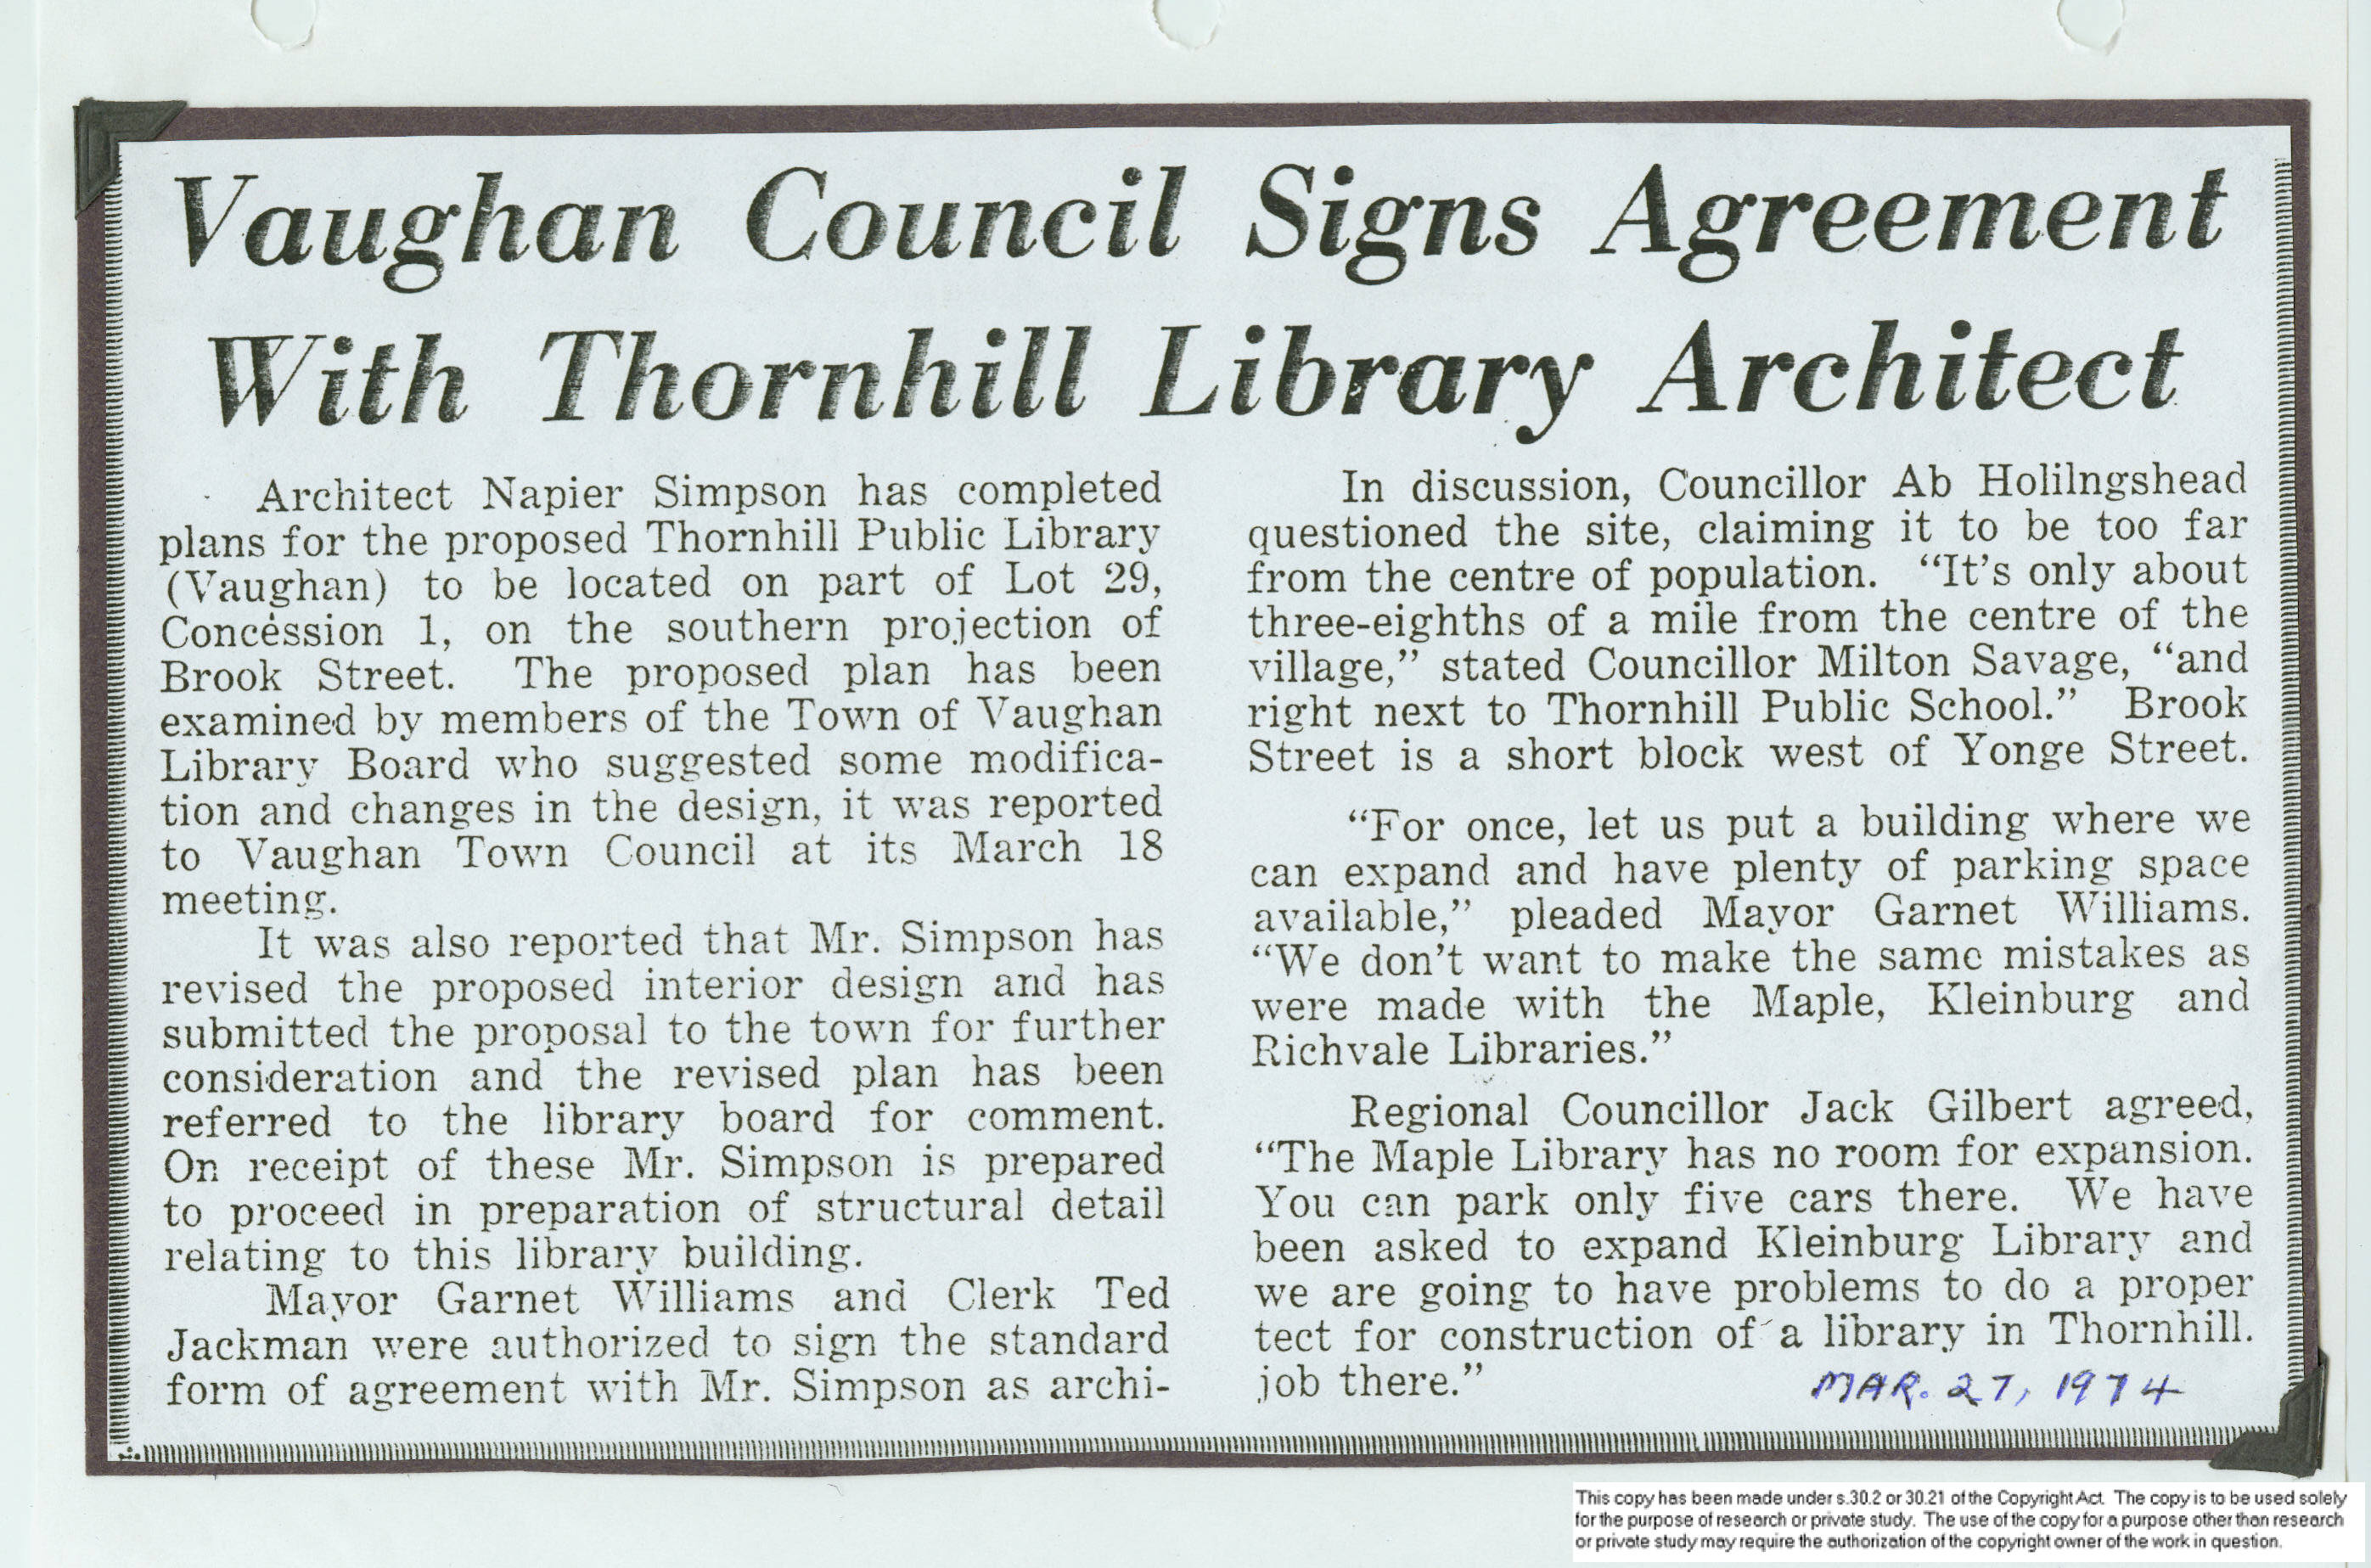 Vaughan Council Signs Agreement
With Thornhill Library Architect
Architect Napier Simpson has completed
plans for the proposed Thornhill Public Library
(Vaughan) to be located on part of Lot 29,
Concession 1, on the southern projection of
Brook Street. The proposed plan has been
examined by members of the Town of Vaughan
Library Board who suggested some modifica-
tion and changes in the design, it was reported
to Vaughan Town Council at its March 18
meeting.
It was also reported that Mr. Simpson has
revised the proposed interior design and has
submitted the proposal to the town for further
consideration and the revised plan has been
referred to the library board for comment.
On receipt of these Mr. Simpson is prepared
to proceed in preparation of structural detail
relating to this library building.
Mayor Garnet Williams and Clerk Ted
Jackman were authorized to sign the standard
form of agreement with Mr. Simpson as archi-
In discussion, Councillor Ab Holilngshead
questioned the site, claiming it to be too far
from the centre of population. “It’s only about
three-eighths of a mile from the centre of the
village,” stated Councillor Milton Savage, “and
right next to Thornhill Public School.” Brook
Street is a short block west of Yonge Street.
“For once, let us put a building where we
can expand and have plenty of parking space
available,” pleaded Mayor Garnet Williams.
“We don’t want to make the same mistakes as
were made with the Maple, Kleinburg and
Richvale Libraries.”
Regional Councillor Jack Gilbert agreed,
“The Maple Library has no room for expansion.
You can park only five cars there. We have
been asked to expand Kleinburg Library and
we are going to have problems to do a proper
tect for construction of a library in Thornhill.
job there.”
MAR. 27, 1974
This copy has been made under s.30.2 or 30.21 of the Copyright Act. The copy is to be used solely
for the purpose of research or private study. The use of the copy for a purpose other than research
or private study may require the authorization of the copyright owner of the work in question.